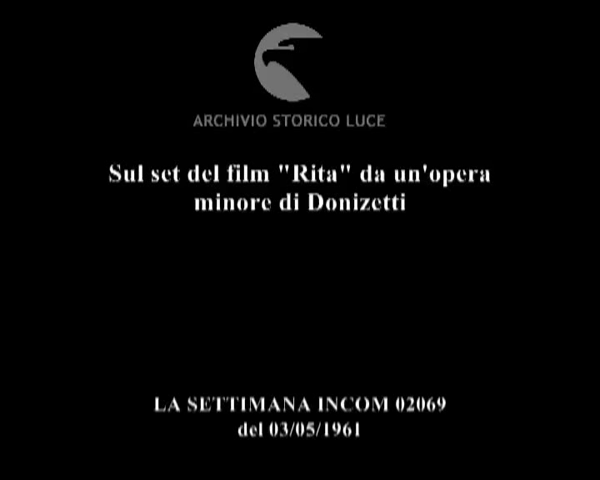 ARCHIVIO STORICO LUCE
Sul set del film "Rita" da un'opera
minore di Donizetti
LA SETTIMANA INCOM 02069
del 03/05/1961